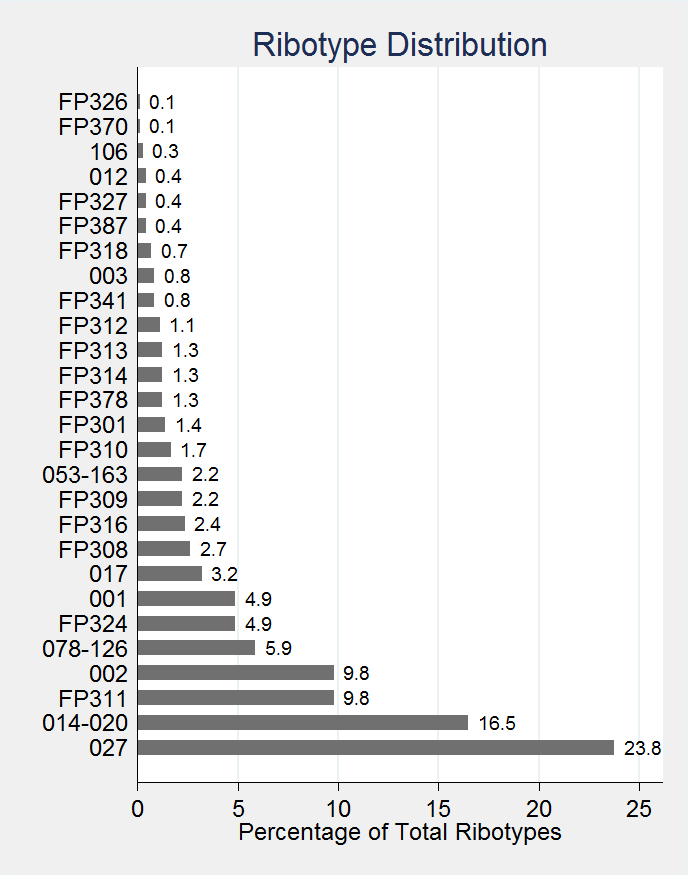 Ribotype Distribution
FP326 0.1
FP370 0.1
106 0.3
012 0.4
FP327 0.4
FP387 0.4
FP318 0.7
003 0.8
FP341 0.8
FP312 1.1
FP313 1.3
FP314 1.3
FP378 1.3
FP301 1.4
FP310 1.7
053-163 2.2
FP309 2.2
FP316 2.4
FP308 2.7
017 3.2
001 4.9
FP324 4.9
078-126 5.9
002 9.8
FP311 9.8
014-020 16.5
027 23.8
0 5 10 15 20 25
Percentage of Total Ribotypes